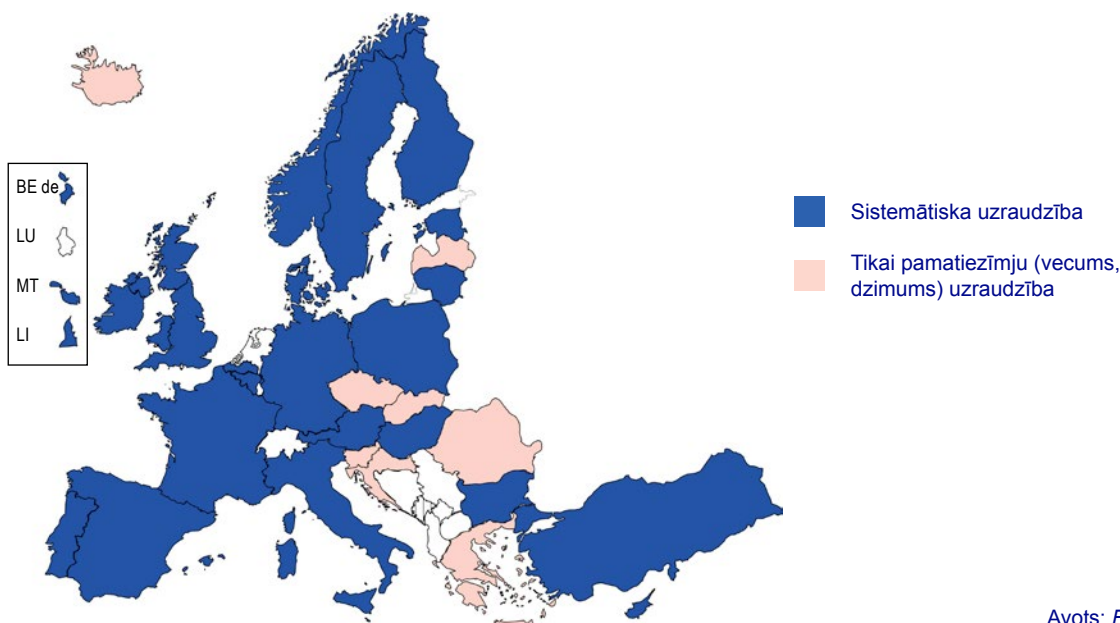 BE de
LU
MT
LI
Sistemātiska uzraudzība
Tikai pamatiezīmju (vecums,
dzimums) uzraudzība
Avots: